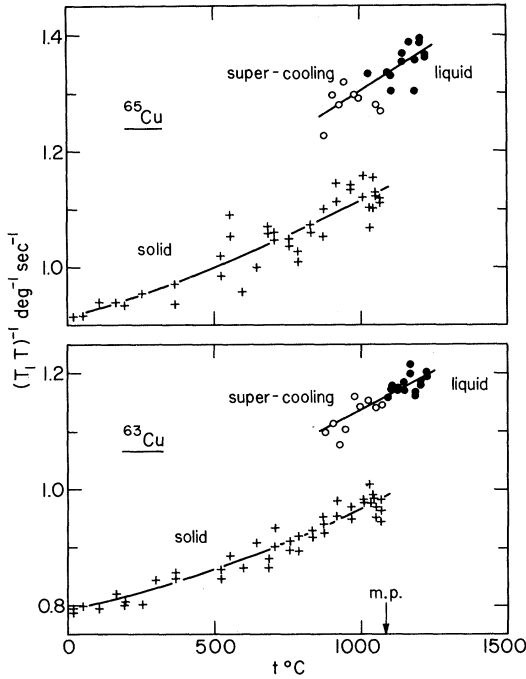 1.4
super-cooling
liquid
⁶⁵Cu
1.2
solid
1.0
(T₁T)⁻¹ deg⁻¹ sec⁻¹
1.2
super-cooling
liquid
⁶³Cu
1.0
solid
m.p.
0.8
0 500 1000 1500
t °C